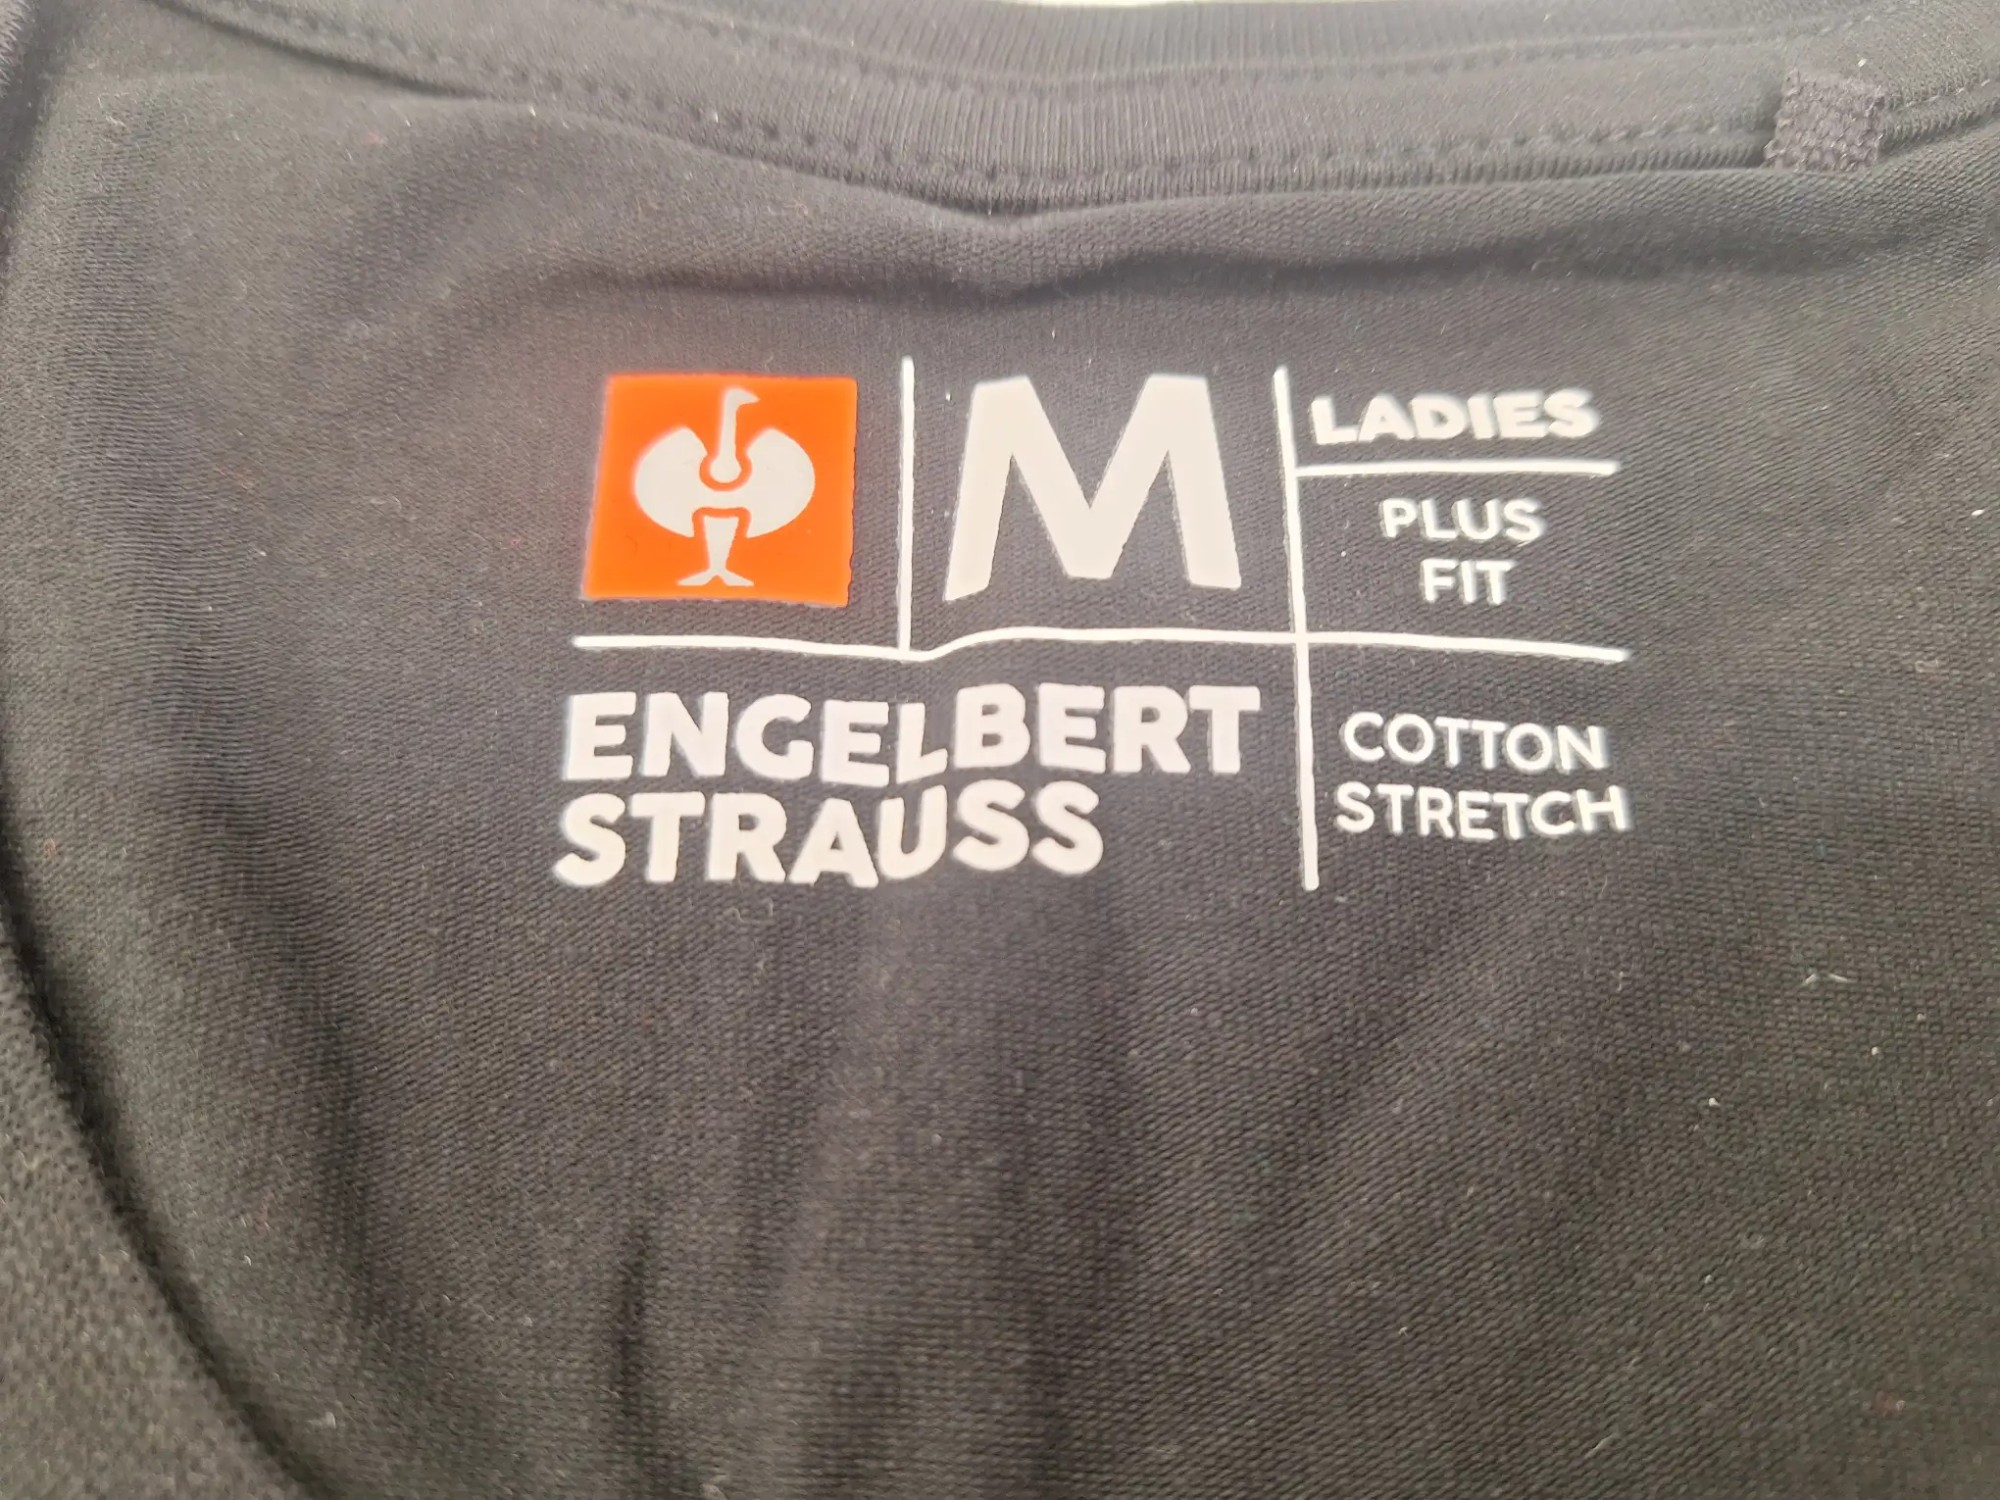 M
LADIES
PLUS
FIT
ENGELBERT
STRAUSS
COTTON
STRETCH